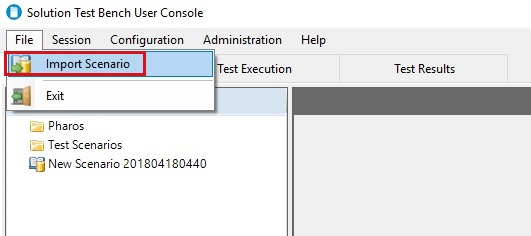 Solution Test Bench User Console
File Session Configuration Administration Help
Import Scenario
Test Execution Test Results
Exit
Pharos
Test Scenarios
New Scenario 201804180440